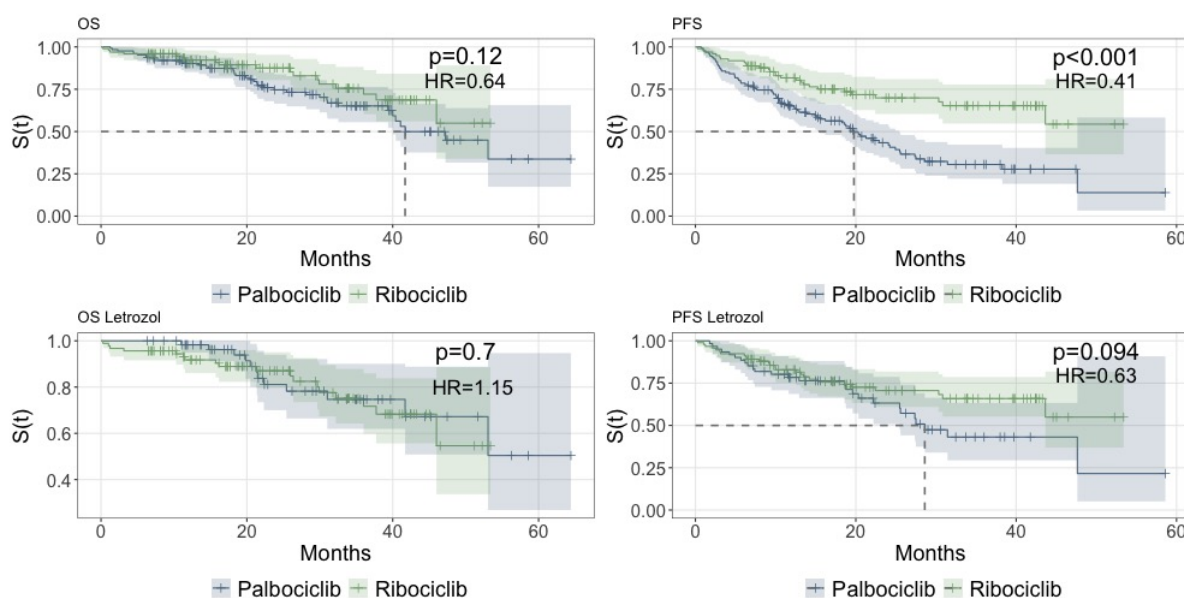 OS
1.00
0.75
0.50
0.25
0.00
S(t)
p=0.12
HR=0.64
0 20 40 60
Months
Palbociclib Ribociclib
PFS
1.00
0.75
0.50
0.25
0.00
S(t)
p<0.001
HR=0.41
0 20 40 60
Months
Palbociclib Ribociclib
OS Letrozol
1.0
0.8
0.6
0.4
S(t)
p=0.7
HR=1.15
0 20 40 60
Months
Palbociclib Ribociclib
PFS Letrozol
1.00
0.75
0.50
0.25
0.00
S(t)
p=0.094
HR=0.63
0 20 40 60
Months
Palbociclib Ribociclib